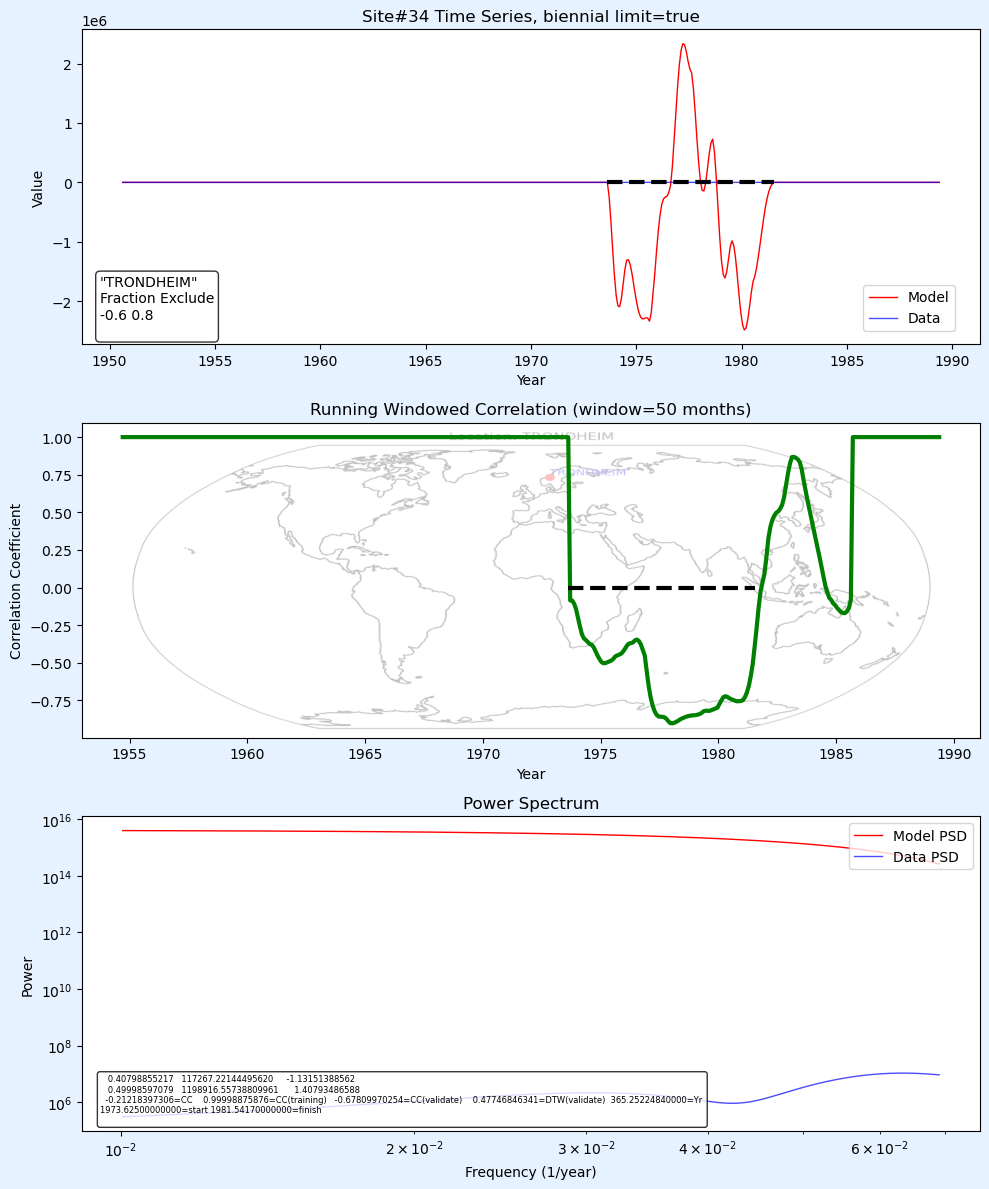 Site#34 Time Series, biennial limit=true
1e6
2
1
0
−1
−2
Value
"TRONDHEIM"
Fraction Exclude
-0.6 0.8
Model
Data
1950 1955 1960 1965 1970 1975 1980 1985 1990
Year
Running Windowed Correlation (window=50 months)
Location: TRONDHEIM
TRONDHEIM
1.00
0.75
0.50
0.25
0.00
−0.25
−0.50
−0.75
Correlation Coefficient
1955 1960 1965 1970 1975 1980 1985 1990
Year
Power Spectrum
10^16
10^14
10^12
10^10
10^8
10^6
Power
Model PSD
Data PSD
0.40798855217 117267.22144495620 -1.13151388562
0.49998597079 1198916.55738809961 1.40793486588
-0.21218397306=CC 0.99998875876=CC(training) -0.67809970254=CC(validate) 0.47746846341=DTW(validate) 365.25224840000=Yr
1973.62500000000=start 1981.54170000000=finish
10^−2 2 × 10^−2 3 × 10^−2 4 × 10^−2 6 × 10^−2
Frequency (1/year)